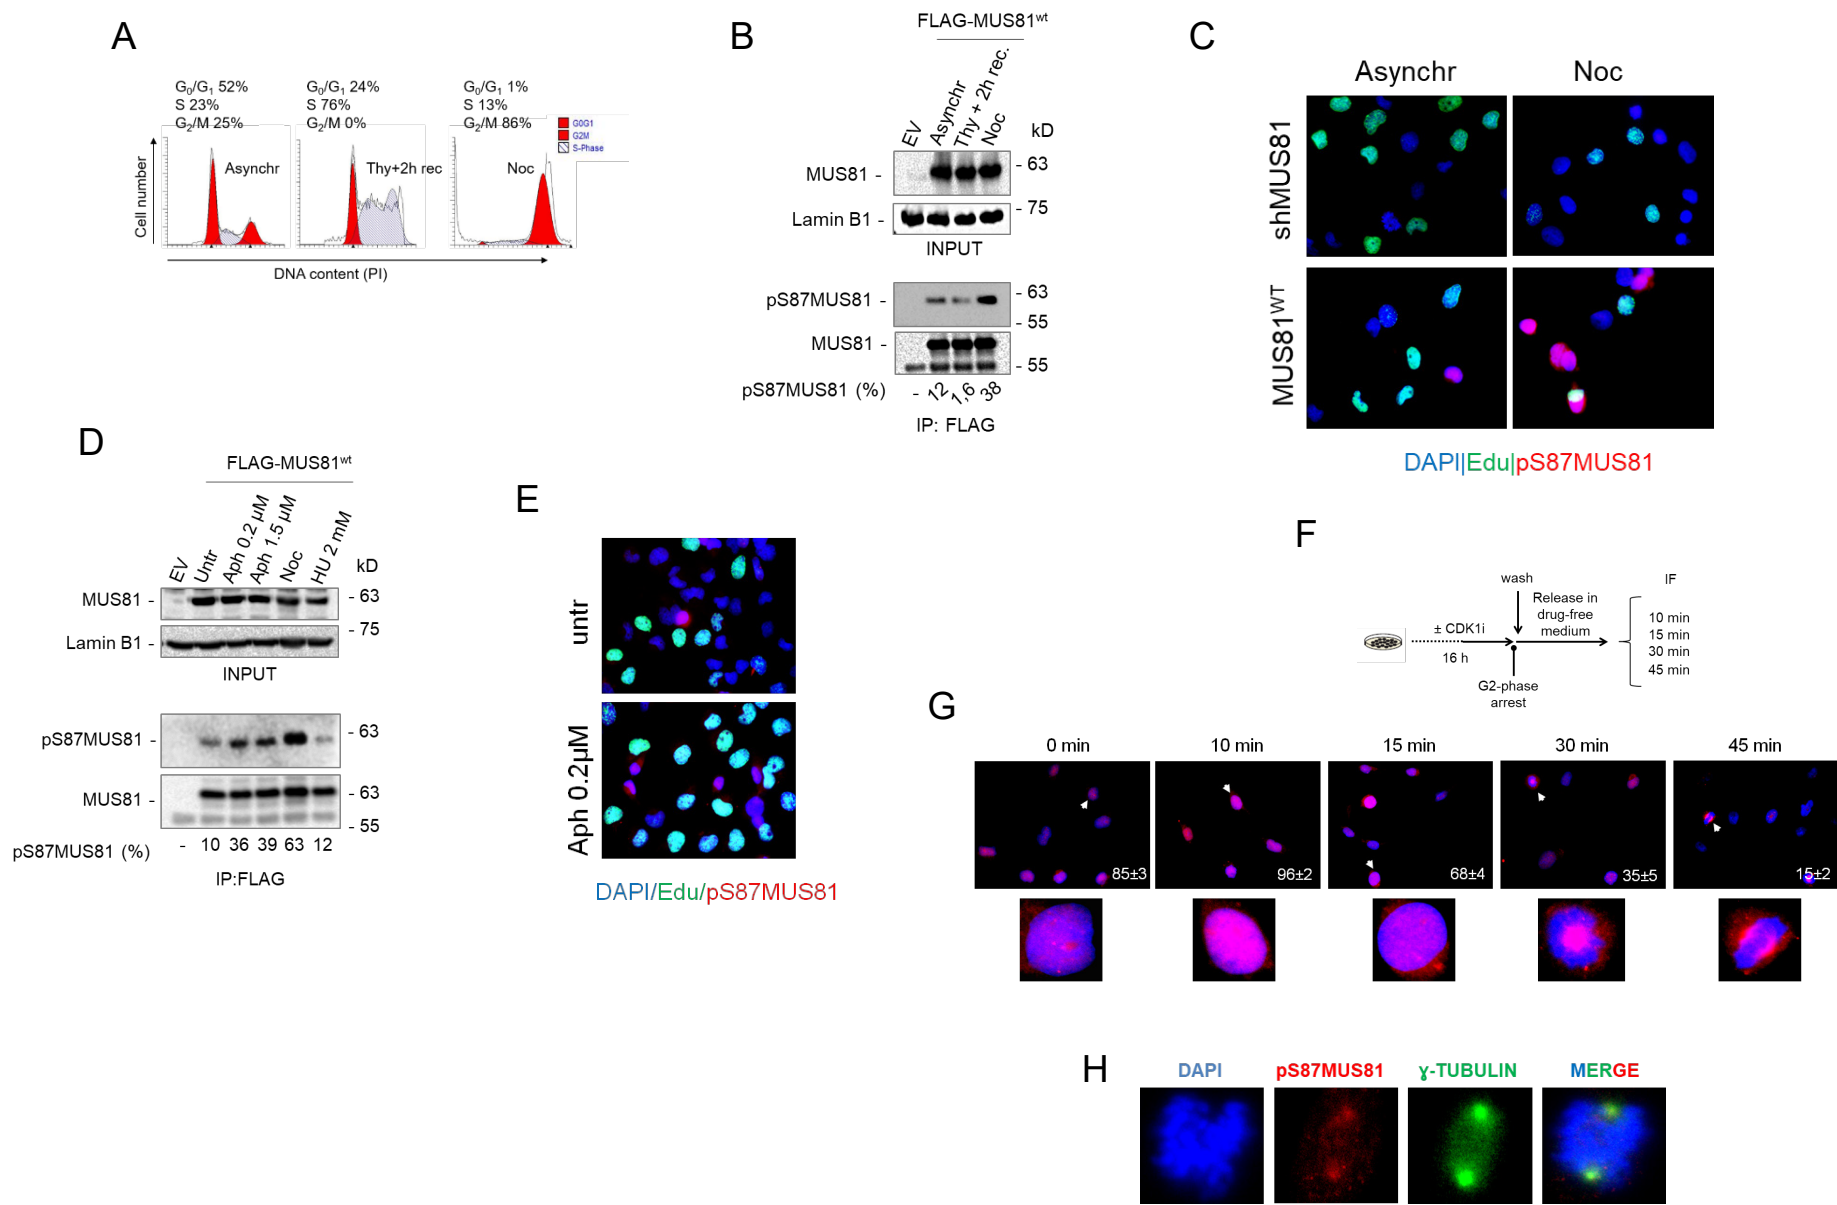 A
G0/G1 52%
S 23%
G2/M 25%
G0/G1 24%
S 76%
G2/M 0%
G0/G1 1%
S 13%
G2/M 86%
G0G1
G2M
S-Phase
Asynchr
Thy+2h rec
Noc
Cell number
DNA content (PI)
B
FLAG-MUS81wt
EV
Asynchr
Thy + 2h rec.
Noc
kD
MUS81 -
- 63
- 75
Lamin B1 -
INPUT
pS87MUS81 -
- 63
- 55
MUS81 -
- 55
pS87MUS81 (%)
- 12 1,6 38
IP: FLAG
C
Asynchr
Noc
shMUS81
MUS81WT
DAPI|Edu|pS87MUS81
D
FLAG-MUS81wt
EV
Untr
Aph 0.2 µM
Aph 1.5 µM
Noc
HU 2 mM
kD
MUS81 -
- 63
- 75
Lamin B1 -
INPUT
pS87MUS81 -
- 63
MUS81 -
- 63
- 55
pS87MUS81 (%)
- 10 36 39 63 12
IP:FLAG
E
untr
Aph 0.2µM
DAPI/Edu/pS87MUS81
F
wash
Release in
drug-free
medium
± CDK1i
16 h
G2-phase
arrest
IF
10 min
15 min
30 min
45 min
G
0 min
10 min
15 min
30 min
45 min
85±3
96±2
68±4
35±5
15±2
H
DAPI
pS87MUS81
ɣ-TUBULIN
MERGE